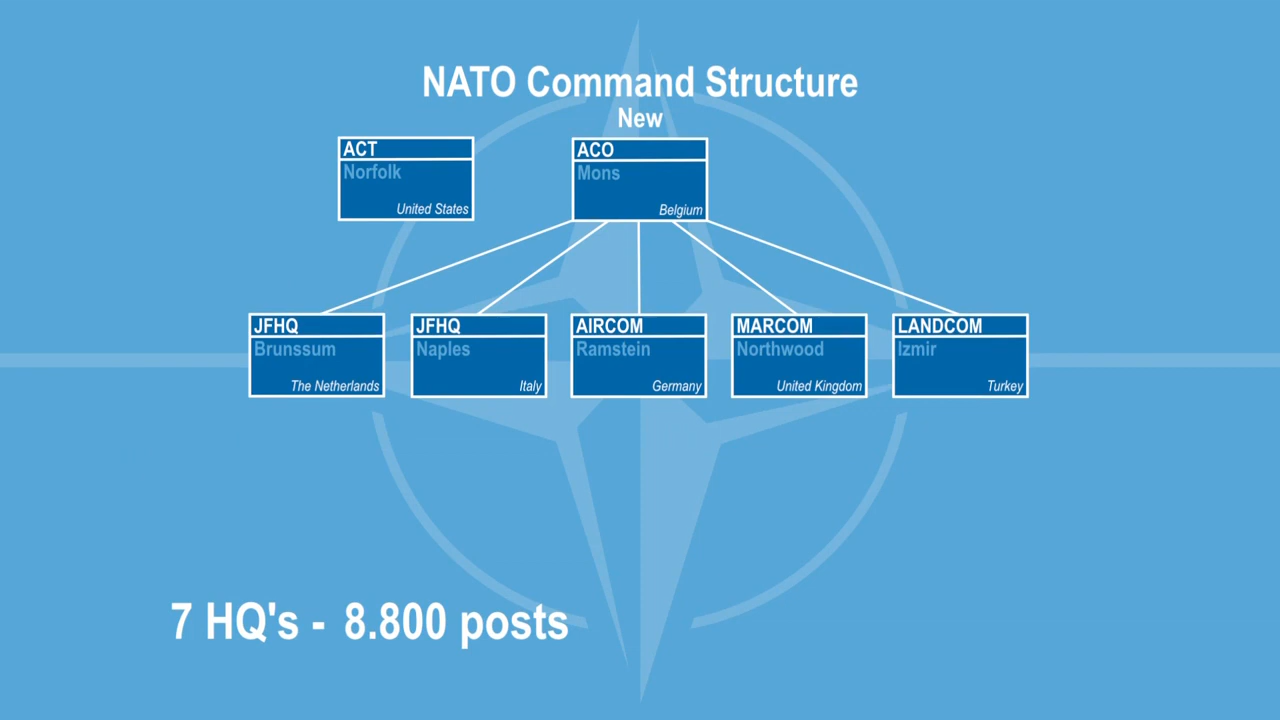 NATO Command Structure
New
ACT
Norfolk
United States
ACO
Mons
Belgium
JFHQ
Brunssum
The Netherlands
JFHQ
Naples
Italy
AIRCOM
Ramstein
Germany
MARCOM
Northwood
United Kingdom
LANDCOM
Izmir
Turkey
7 HQ's - 8.800 posts